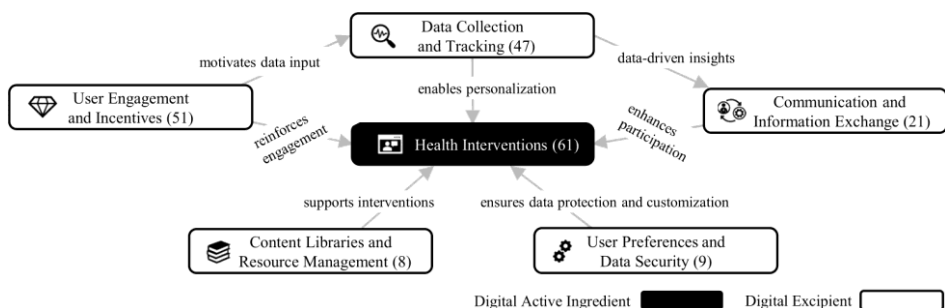 Data Collection
and Tracking (47)
motivates data input
data-driven insights
enables personalization
User Engagement
and Incentives (51)
Communication and
Information Exchange (21)
reinforces
engagement
Health Interventions (61)
enhances
participation
supports interventions
ensures data protection and customization
Content Libraries and
Resource Management (8)
User Preferences and
Data Security (9)
Digital Active Ingredient
Digital Excipient